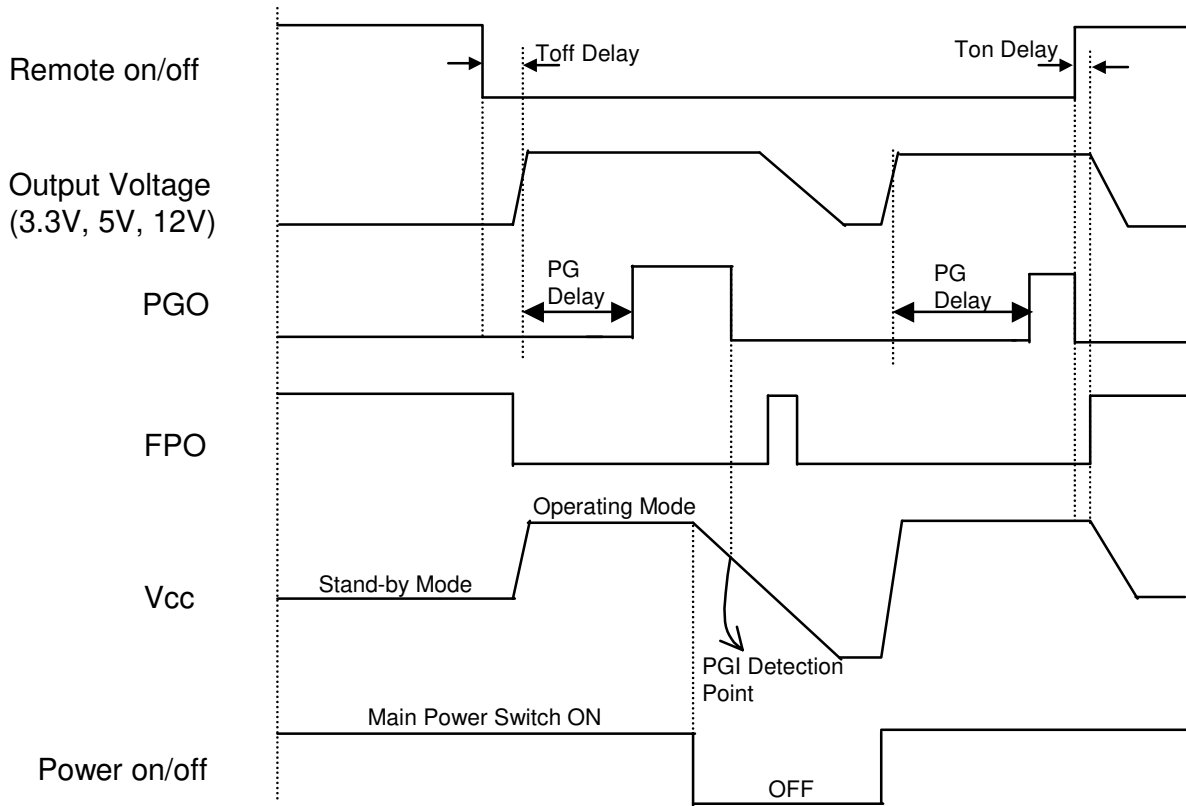 Remote on/off
Toff Delay
Ton Delay
Output Voltage
(3.3V, 5V, 12V)
PG
Delay
PG
Delay
PGO
FPO
Operating Mode
Stand-by Mode
Vcc
PGI Detection
Point
Main Power Switch ON
Power on/off
OFF